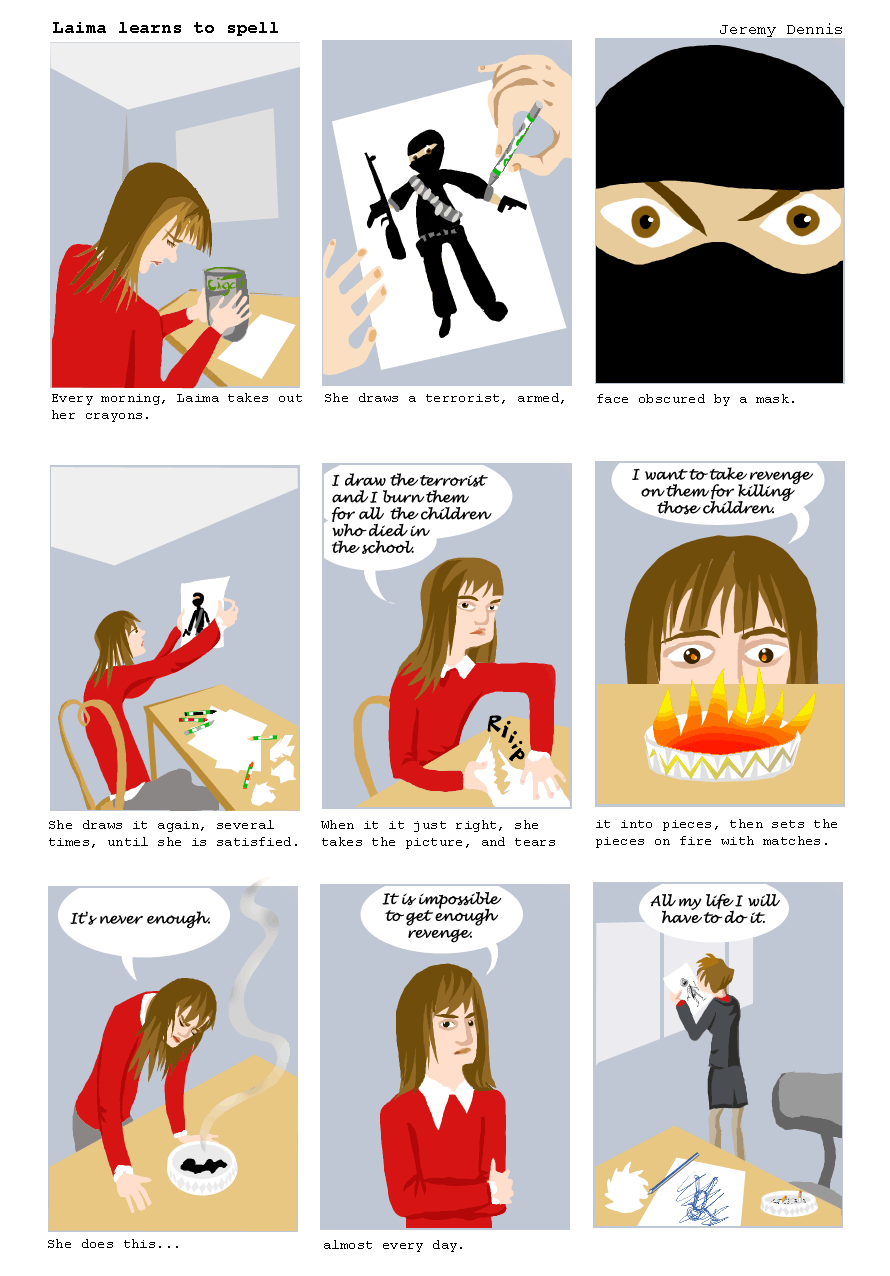 Laima learns to spell
Jeremy Dennis
Every morning, Laima takes out
her crayons.
She draws a terrorist, armed,
face obscured by a mask.
I draw the terrorist
and I burn them
for all the children
who died in
the school.
I want to take revenge
on them for killing
those children.
Riiip
She draws it again, several
times, until she is satisfied.
When it it just right, she
takes the picture, and tears
it into pieces, then sets the
pieces on fire with matches.
It's never enough.
It is impossible
to get enough
revenge.
All my life I will
have to do it.
She does this...
almost every day.